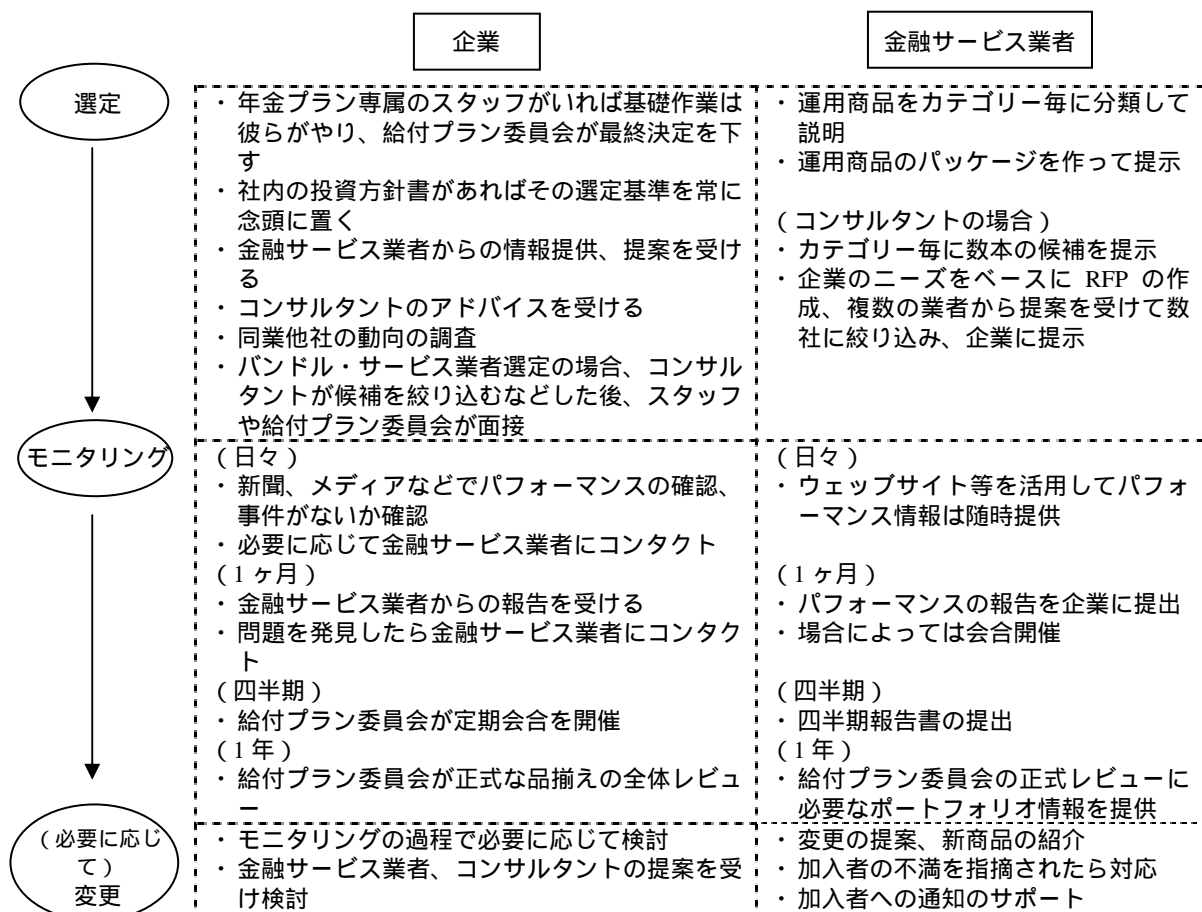 企業
金融サービス業者
選定
・年金プラン専属のスタッフがいれば基礎作業は
彼らがやり、給付プラン委員会が最終決定を下
す
・社内の投資方針書があればその選定基準を常に
念頭に置く
・金融サービス業者からの情報提供、提案を受け
る
・コンサルタントのアドバイスを受ける
・同業他社の動向の調査
・バンドル・サービス業者選定の場合、コンサル
タントが候補を絞り込むなどした後、スタッフ
や給付プラン委員会が面接
・運用商品をカテゴリー毎に分類して
説明
・運用商品のパッケージを作って提示
(コンサルタントの場合)
・カテゴリー毎に数本の候補を提示
・企業のニーズをベースに RFP の作
成、複数の業者から提案を受けて数
社に絞り込み、企業に提示
モニタリング
(日々)
・新聞、メディアなどでパフォーマンスの確認、
事件がないか確認
・必要に応じて金融サービス業者にコンタクト
(1ヶ月)
・金融サービス業者からの報告を受ける
・問題を発見したら金融サービス業者にコンタク
ト
(四半期)
・給付プラン委員会が定期会合を開催
(1年)
・給付プラン委員会が正式な品揃えの全体レビュ
ー
(日々)
・ウェッブサイト等を活用してパフォ
ーマンス情報は随時提供
(1ヶ月)
・パフォーマンスの報告を企業に提出
・場合によっては会合開催
(四半期)
・四半期報告書の提出
(1年)
・給付プラン委員会の正式レビューに
必要なポートフォリオ情報を提供
(必要に応じ
て)
変更
・モニタリングの過程で必要に応じて検討
・金融サービス業者、コンサルタントの提案を受
け検討
・変更の提案、新商品の紹介
・加入者の不満を指摘されたら対応
・加入者への通知のサポート